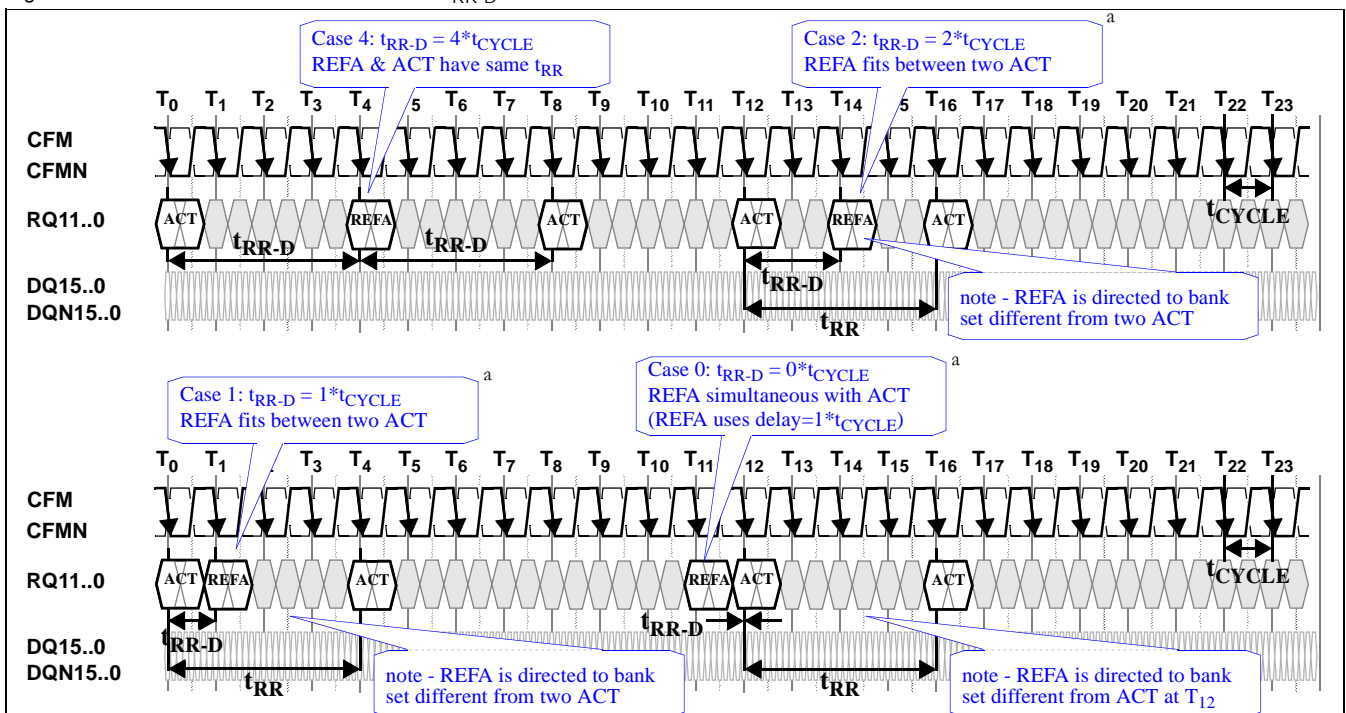 RR-D
Case 4: tRR-D = 4*tCYCLE
REFA & ACT have same tRR
Case 2: tRR-D = 2*tCYCLE
REFA fits between two ACT
a
T0 T1 T2 T3 T4 5 T6 T7 T8 T9 T10 T11 T12 T13 T14 5 T16 T17 T18 T19 T20 T21 T22 T23
CFM
CFMN
RQ11..0
ACT REFA ACT ACT REFA ACT
tCYCLE
tRR-D tRR-D tRR-D
tRR
DQ15..0
DQN15..0
note - REFA is directed to bank
set different from two ACT
Case 1: tRR-D = 1*tCYCLE
REFA fits between two ACT
a
Case 0: tRR-D = 0*tCYCLE
REFA simultaneous with ACT
(REFA uses delay=1*tCYCLE)
a
T0 T1 T3 T4 T5 T6 T7 T8 T9 T10 T11 12 T13 T14 T15 T16 T17 T18 T19 T20 T21 T22 T23
CFM
CFMN
RQ11..0
ACT REFA ACT REFA ACT ACT
tCYCLE
tRR-D tRR-D
tRR tRR
DQ15..0
DQN15..0
note - REFA is directed to bank
set different from two ACT
note - REFA is directed to bank
set different from ACT at T12